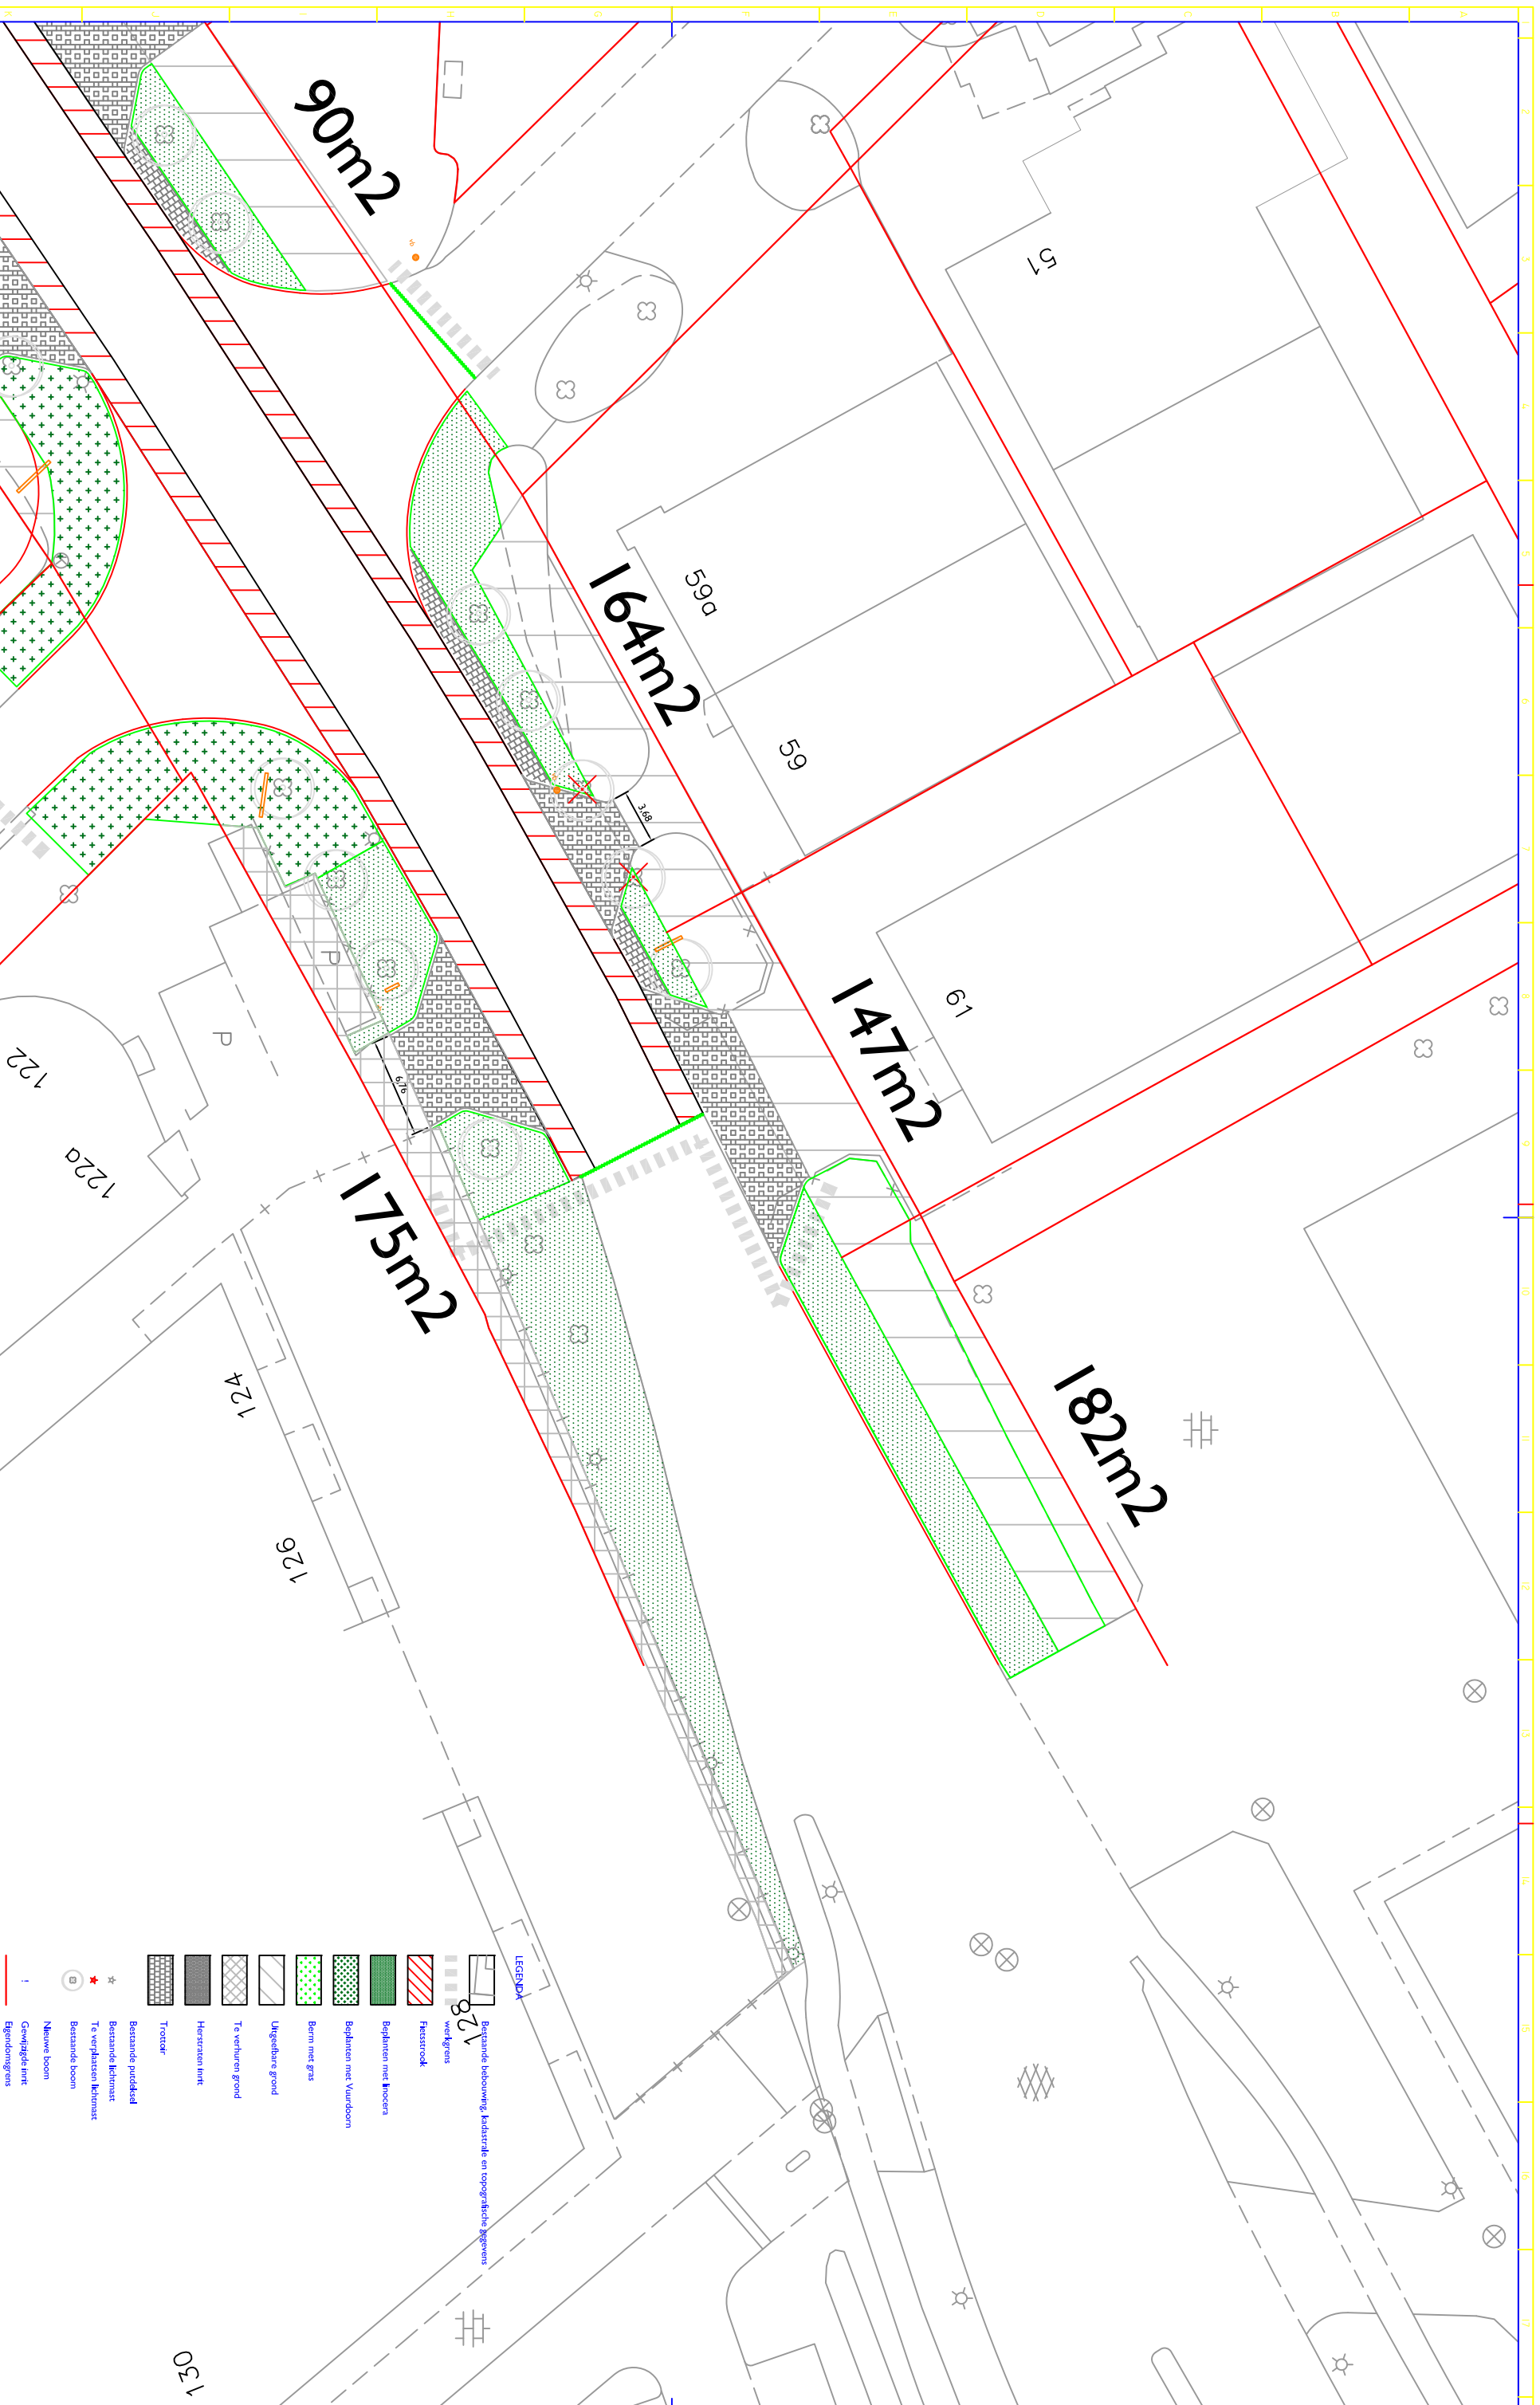 90m2
164m2
147m2
182m2
175m2
51
59a
59
61
3.68
6.76
P
P
122
122a
124
126
128
130
LEGENDA
Bestaande bebouwing, kadastrale en topografische gegevens
werkgrens
Fietsstrook
Beplanten met linocera
Beplanten met Vuurdoorn
Berm met gras
Uitgeefbare grond
Te verhuren grond
Herstraten inrit
Trottoir
Bestaande putdeksel
Bestaande lichtmast
Te verplaatsen lichtmast
Bestaande boom
Nieuwe boom
Gewijzigde inrit
Eigendomsgrens